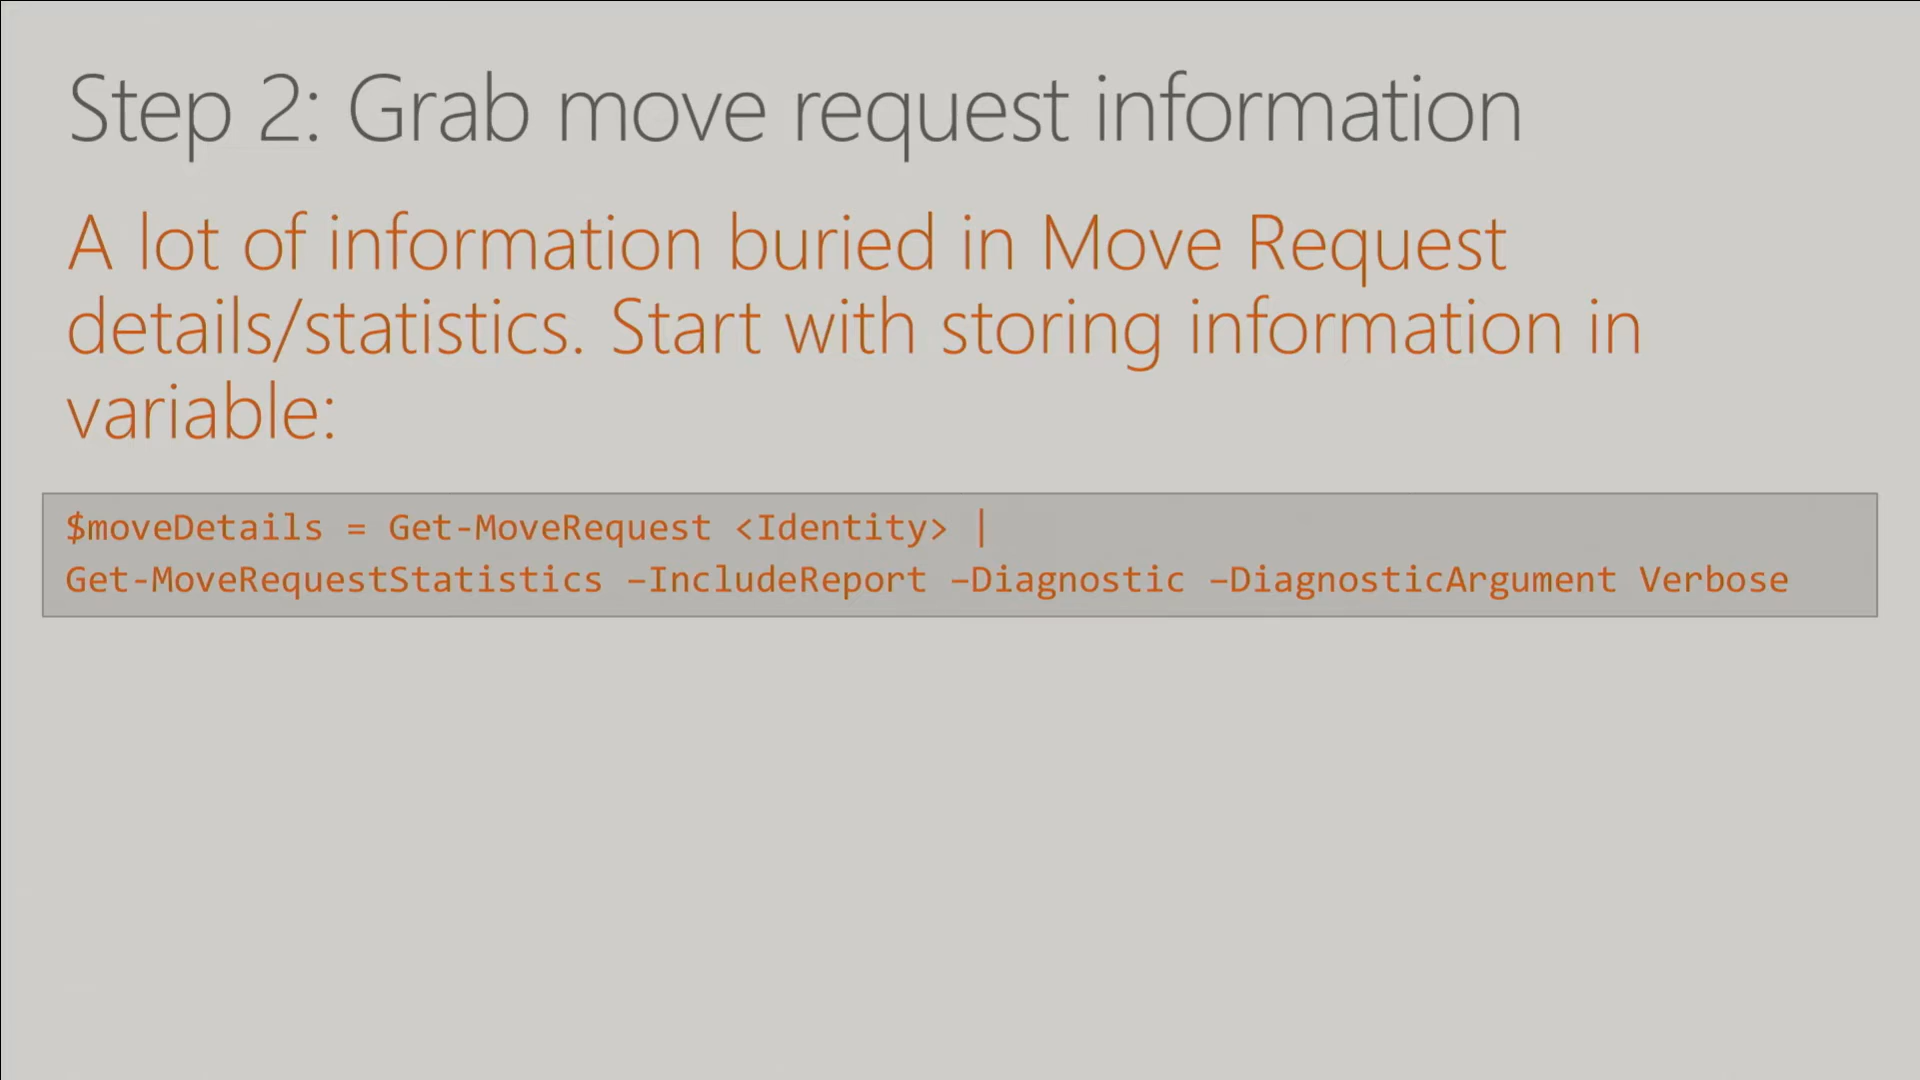 Step 2: Grab move request information
A lot of information buried in Move Request
details/statistics. Start with storing information in
variable:
$moveDetails = Get-MoveRequest <Identity> |
Get-MoveRequestStatistics –IncludeReport –Diagnostic –DiagnosticArgument Verbose